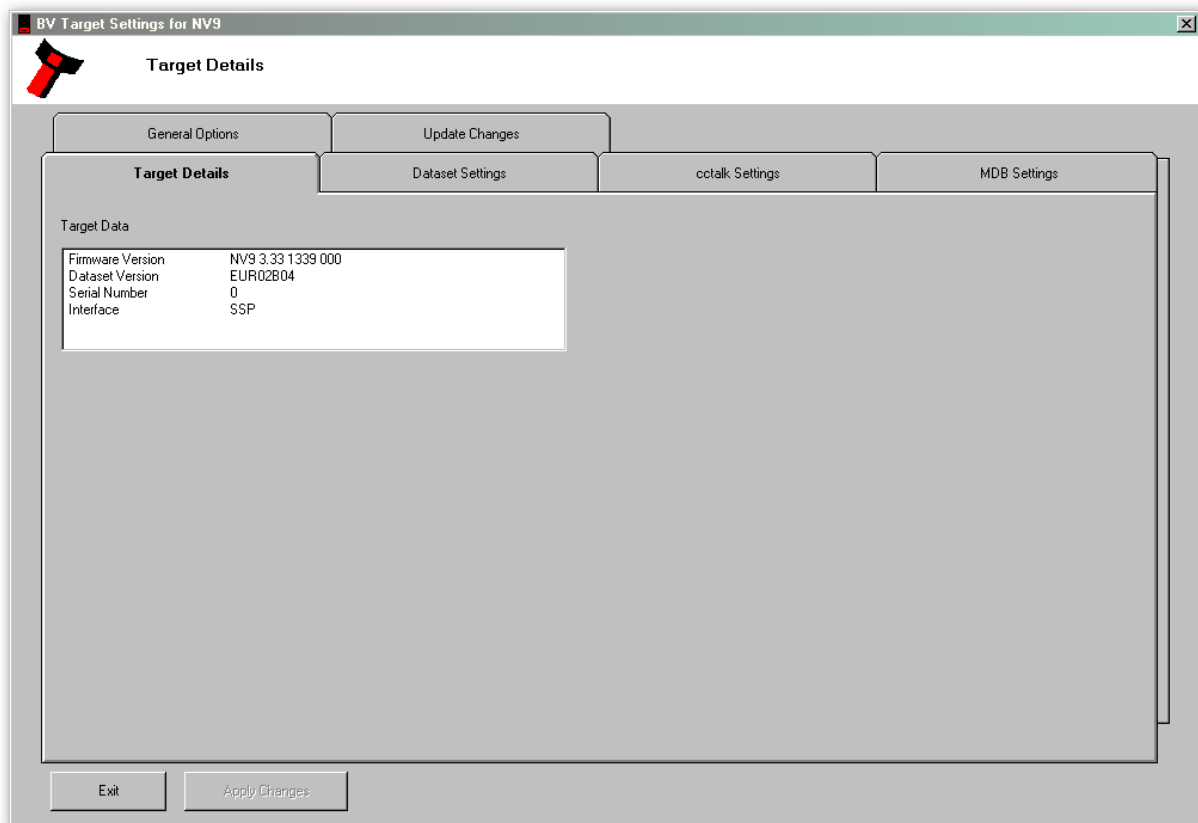 BV Target Settings for NV9
Target Details
General Options
Update Changes
Target Details
Dataset Settings
cctalk Settings
MDB Settings
Target Data
Firmware Version NV9 3.33 1339 000
Dataset Version EUR02B04
Serial Number 0
Interface SSP
Exit
Apply Changes